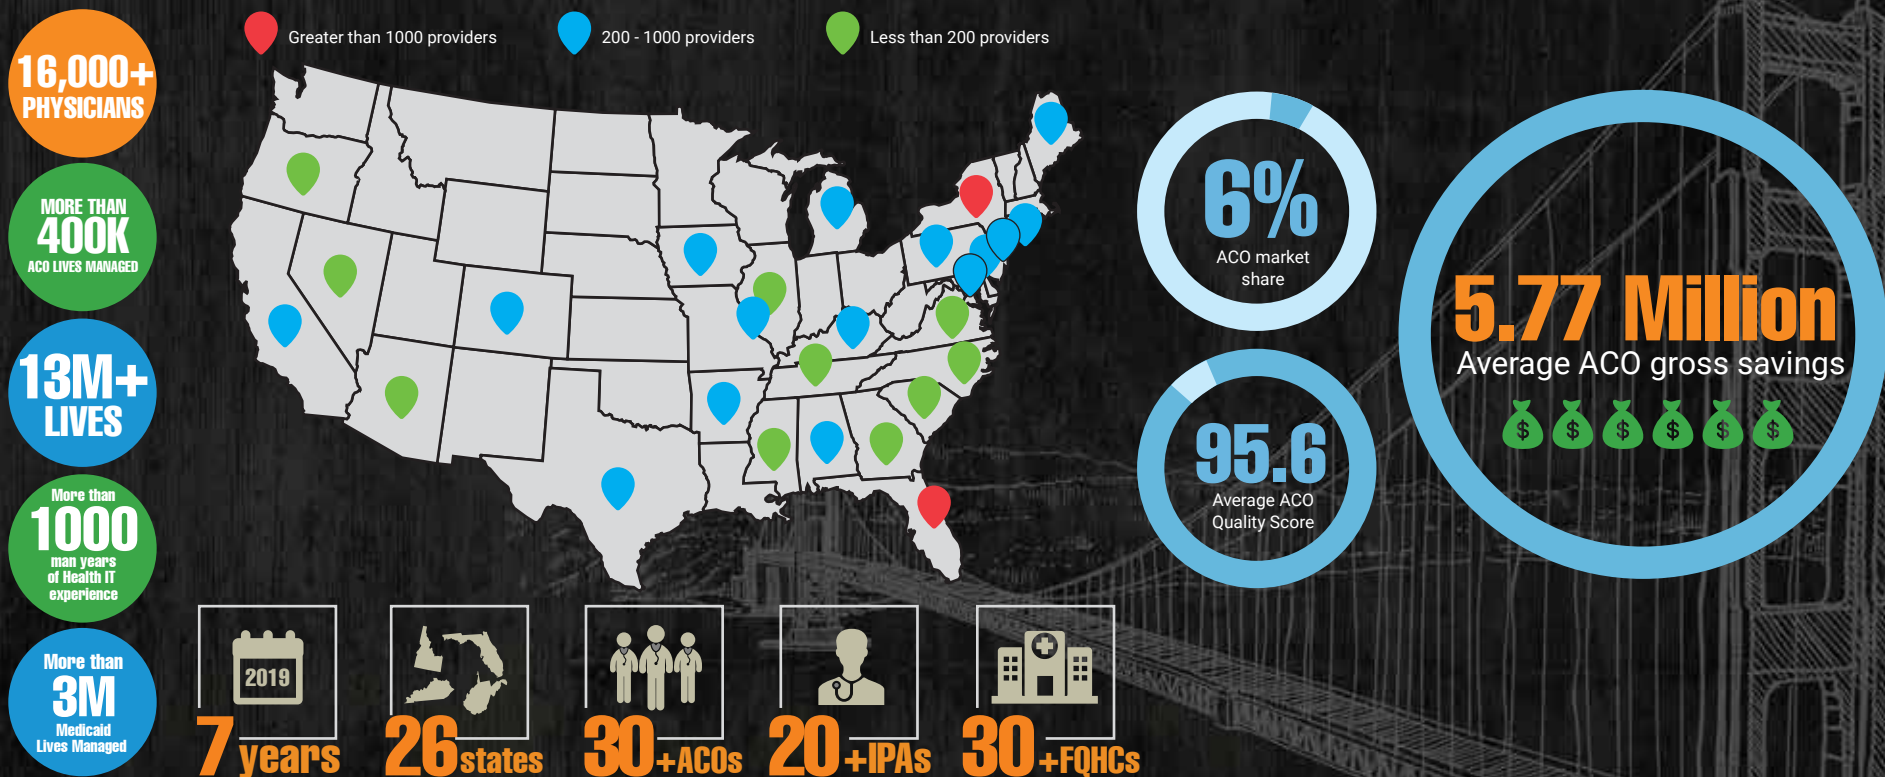 Greater than 1000 providers
200 - 1000 providers
Less than 200 providers
16,000+
PHYSICIANS
MORE THAN
400K
ACO LIVES MANAGED
13M+
LIVES
More than
1000
man years
of Health IT
experience
More than
3M
Medicaid
Lives Managed
6%
ACO market
share
95.6
Average ACO
Quality Score
5.77 Million
Average ACO gross savings
$ $ $ $ $ $
2019
7 years
26 states
30+ACOs
20+IPAs
30+FQHCs